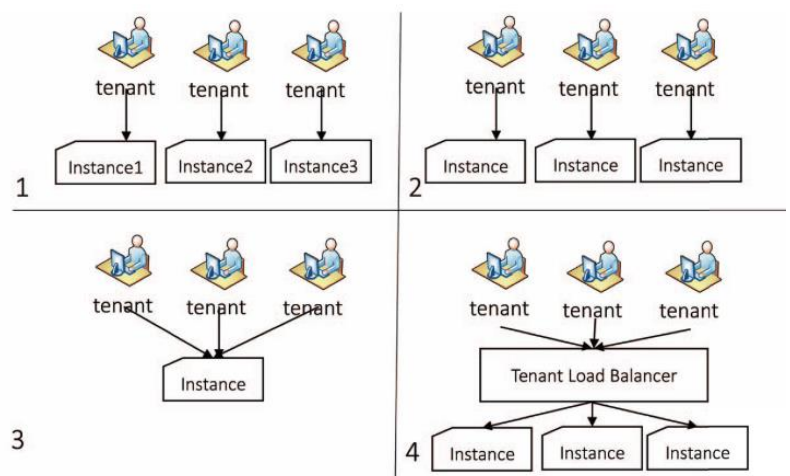 tenant tenant tenant
Instance1 Instance2 Instance3
1
tenant tenant tenant
Instance Instance Instance
2
tenant tenant tenant
Instance
3
tenant tenant tenant
Tenant Load Balancer
Instance Instance Instance
4